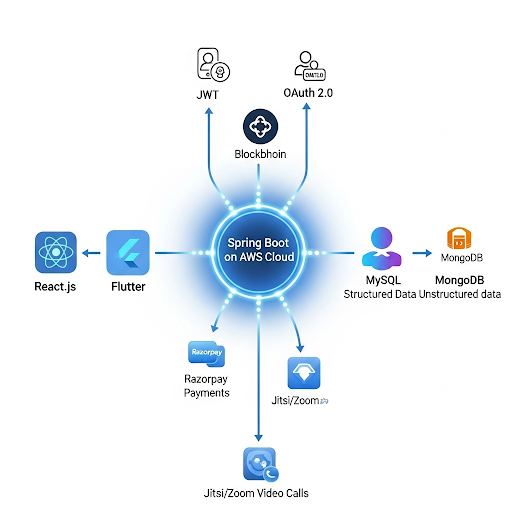 JWT
OAuth 2.0
Blockbhoin
Spring Boot
on AWS Cloud
React.js
Flutter
MySQL
Structured Data
MongoDB
MongoDB
Unstructured data
Razorpay
Razorpay
Payments
Jitsi/Zoom
Jitsi/Zoom Video Calls